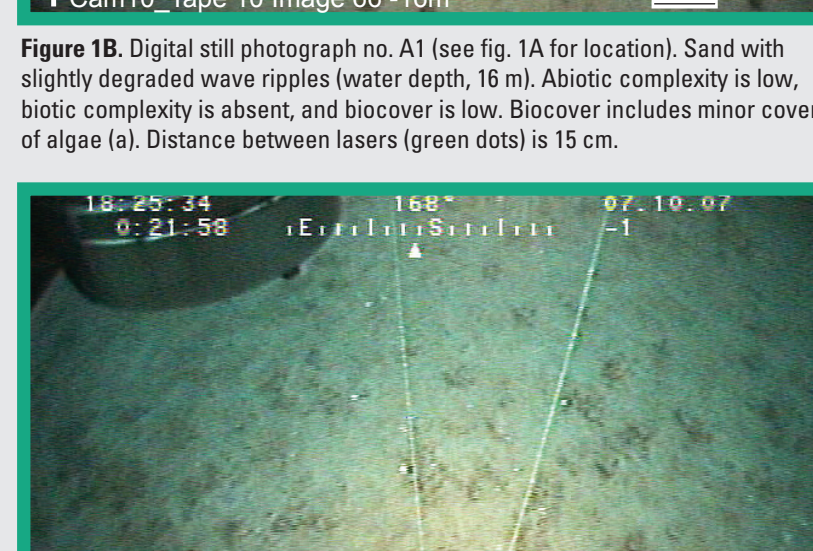 Cam10_Tape 10 Image 60 -16m
Figure 1B. Digital still photograph no. A1 (see fig. 1A for location). Sand with
slightly degraded wave ripples (water depth, 16 m). Abiotic complexity is low,
biotic complexity is absent, and biocover is low. Biocover includes minor cover
of algae (a). Distance between lasers (green dots) is 15 cm.
18:25:34 168° 07.10.07
0:21:58 E S -1